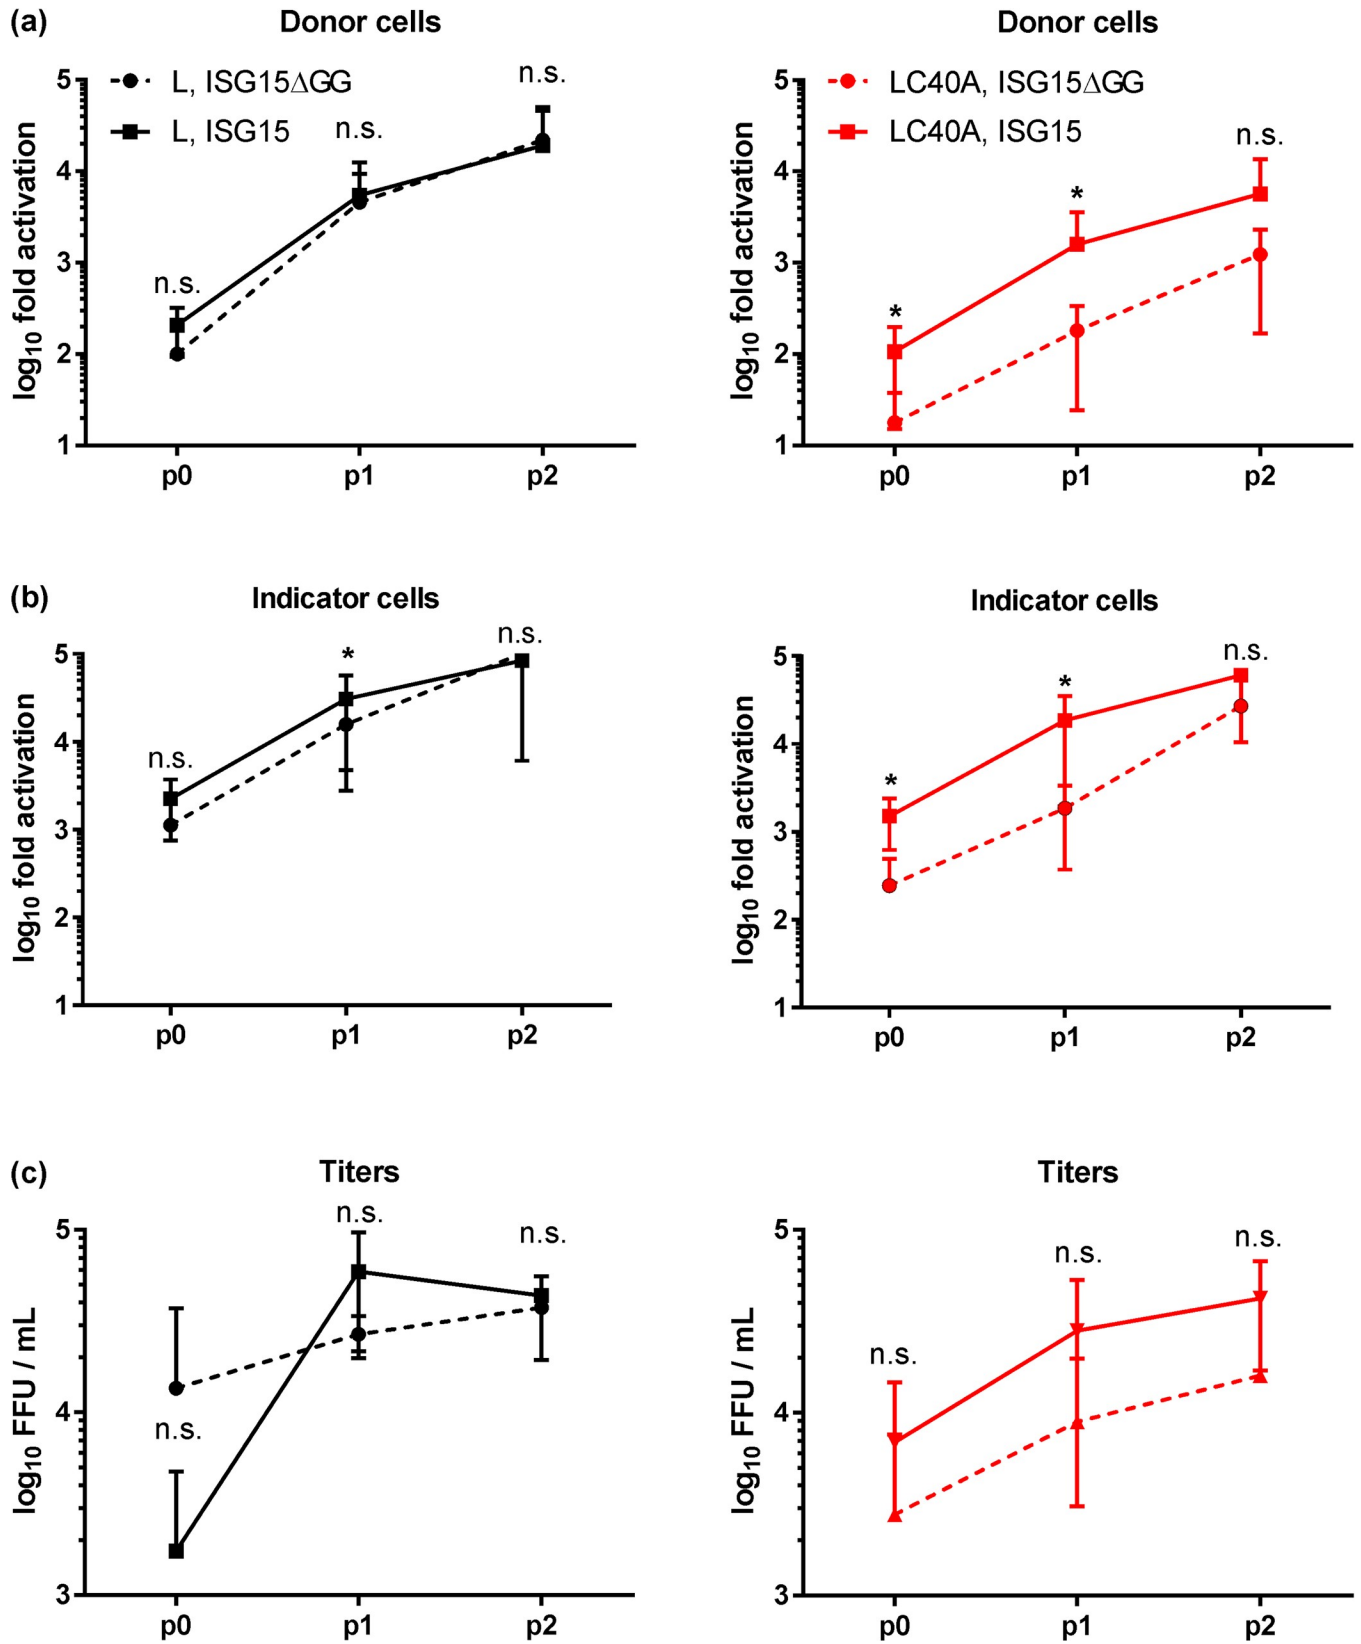 (a)
Donor cells
Donor cells
L, ISG15ΔGG
L, ISG15
LC40A, ISG15ΔGG
LC40A, ISG15
log10 fold activation
5
4
3
2
1
n.s.
n.s.
n.s.
p0
p1
p2
log10 fold activation
5
4
3
2
1
*
*
n.s.
p0
p1
p2
(b)
Indicator cells
Indicator cells
log10 fold activation
5
4
3
2
1
n.s.
*
n.s.
p0
p1
p2
log10 fold activation
5
4
3
2
1
*
*
n.s.
p0
p1
p2
(c)
Titers
Titers
log10 FFU / mL
5
4
3
n.s.
n.s.
n.s.
p0
p1
p2
log10 FFU / mL
5
4
3
n.s.
n.s.
n.s.
p0
p1
p2